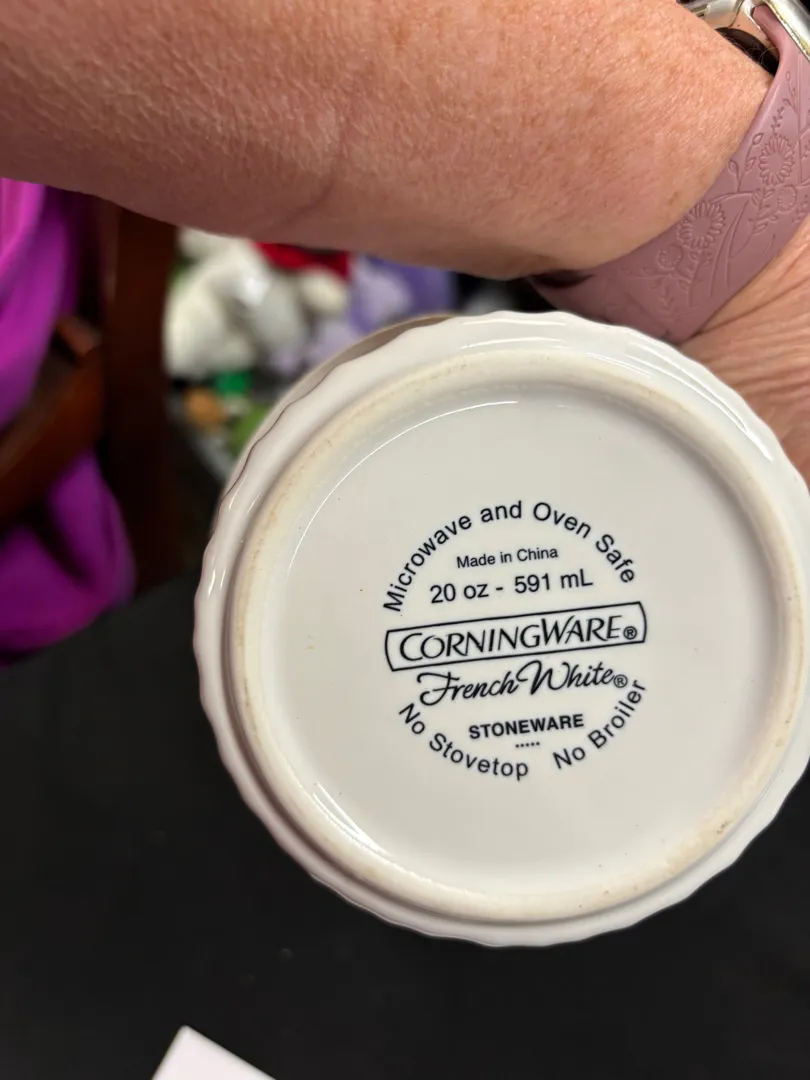 Microwave and Oven Safe
Made in China
20 oz - 591 mL
CORNINGWARE®
French White®
STONEWARE
No Stovetop No Broiler